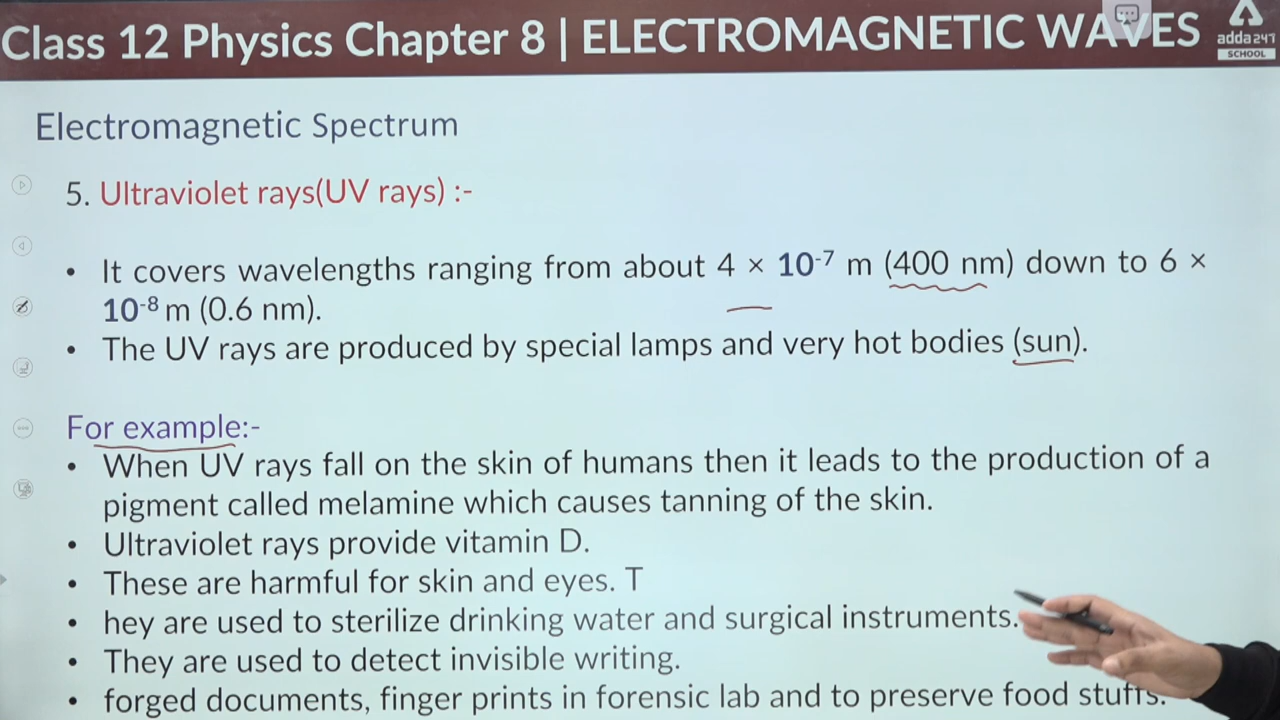 Class 12 Physics Chapter 8 | ELECTROMAGNETIC WAVES
adda247
SCHOOL
Electromagnetic Spectrum
5. Ultraviolet rays(UV rays) :-
• It covers wavelengths ranging from about 4 × 10⁻⁷ m (400 nm) down to 6 ×
10⁻⁸ m (0.6 nm).
• The UV rays are produced by special lamps and very hot bodies (sun).
For example:-
• When UV rays fall on the skin of humans then it leads to the production of a
pigment called melamine which causes tanning of the skin.
• Ultraviolet rays provide vitamin D.
• These are harmful for skin and eyes. T
• hey are used to sterilize drinking water and surgical instruments.
• They are used to detect invisible writing.
• forged documents, finger prints in forensic lab and to preserve food stuffs.